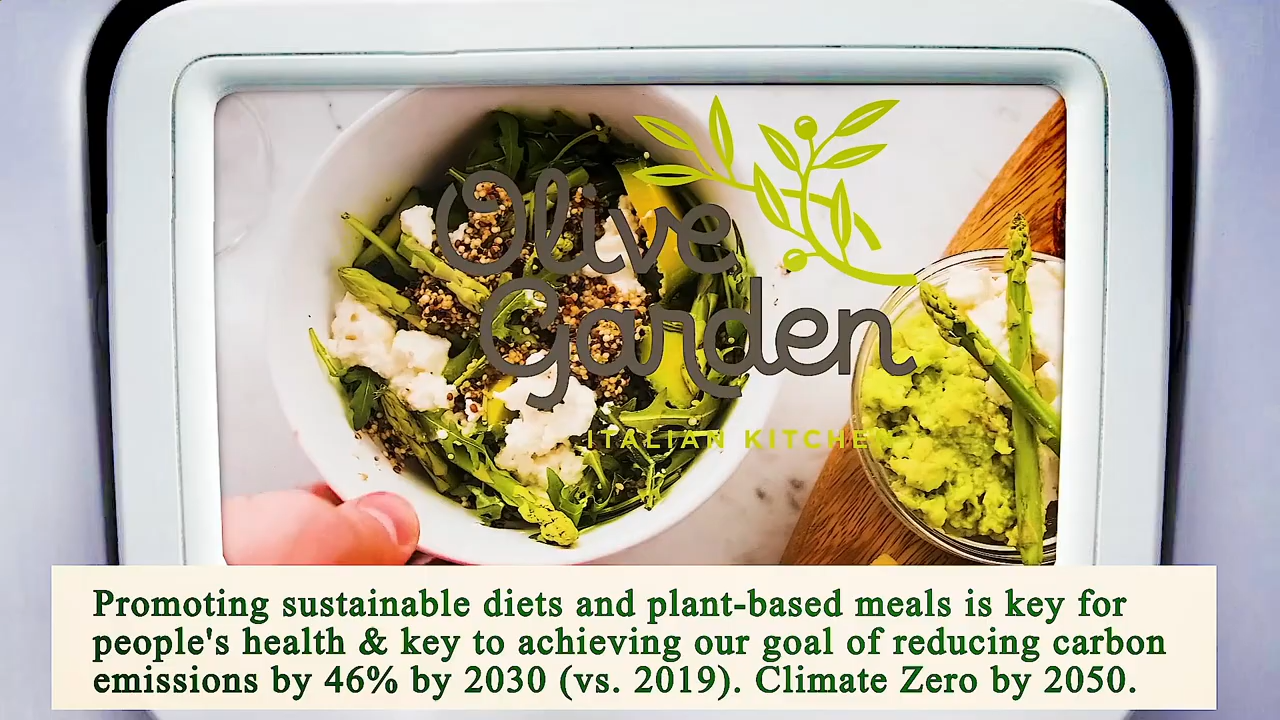 Olive
Garden
ITALIAN KITCHEN
Promoting sustainable diets and plant-based meals is key for
people's health & key to achieving our goal of reducing carbon
emissions by 46% by 2030 (vs. 2019). Climate Zero by 2050.